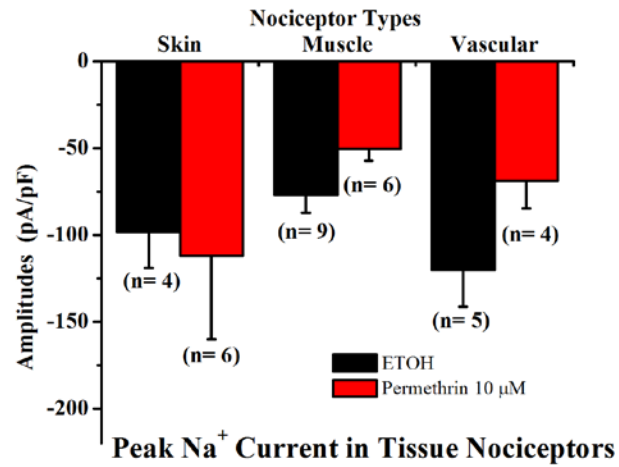 Nociceptor Types
Skin Muscle Vascular
0
-50
-100
-150
-200
Amplitudes (pA/pF)
(n= 4)
(n= 6)
(n= 9)
(n= 6)
(n= 5)
(n= 4)
ETOH
Permethrin 10 μM
Peak Na⁺ Current in Tissue Nociceptors